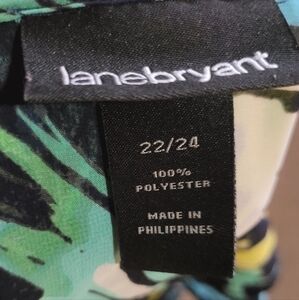 lanebryant
22/24
100%
POLYESTER
MADE IN
PHILIPPINES